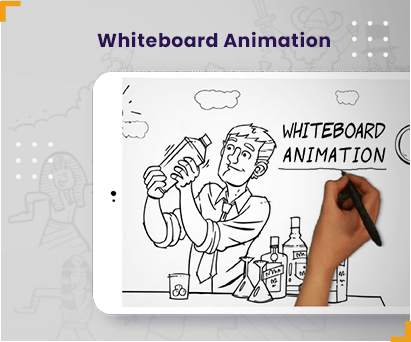 Whiteboard Animation
WHITEBOARD
ANIMATION